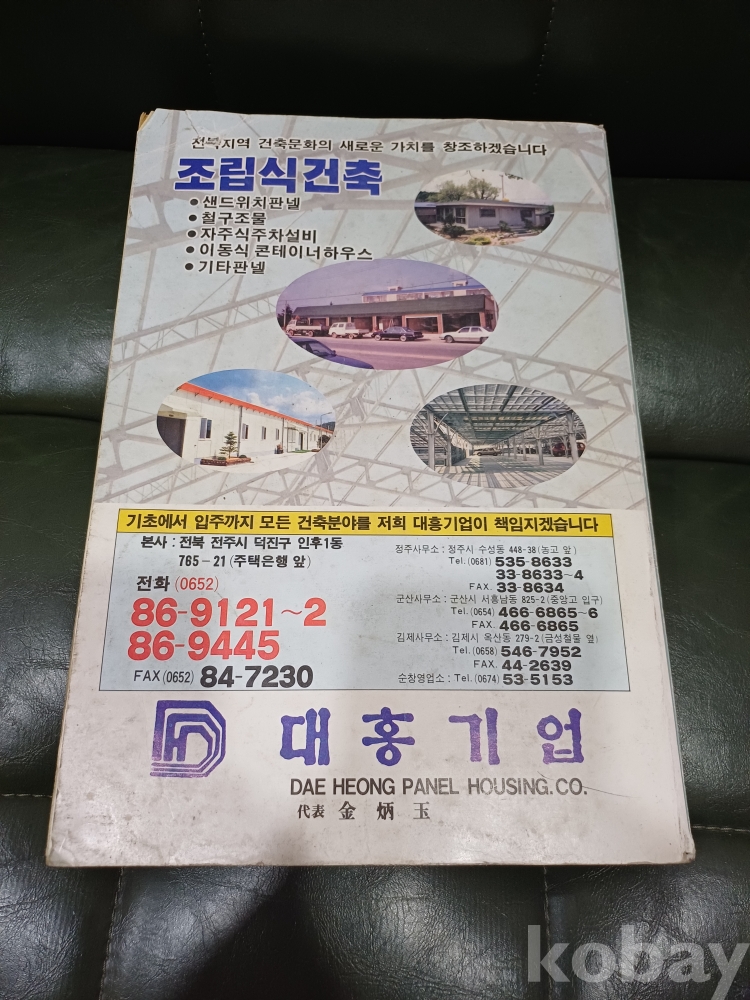 전북지역 건축문화의 새로운 가치를 창조하겠습니다
조립식건축
• 샌드위치판넬
• 철구조물
• 자주식주차설비
• 이동식 콘테이너하우스
• 기타판넬
기초에서 입주까지 모든 건축분야를 저희 대흥기업이 책임지겠습니다
본사 : 전북 전주시 덕진구 인후1동
765-21 (주택은행 앞)
전화 (0652)
86-9121~2
86-9445
FAX (0652) 84-7230
정주사무소 : 정주시 수성동 448-38 (농고 앞)
Tel. (0681) 535-8633
33-8633~4
FAX. 33-8634
군산사무소 : 군산시 서흥남동 825-2 (중앙고 입구)
Tel. (0654) 466-6865~6
FAX. 466-6865
김제사무소 : 김제시 옥산동 279-2 (금성철물 옆)
Tel. (0658) 546-7952
FAX. 44-2639
순창영업소 : Tel. (0674) 53-5153
대흥기업
DAE HEONG PANEL HOUSING.CO.
代表 金炳玉
kobay